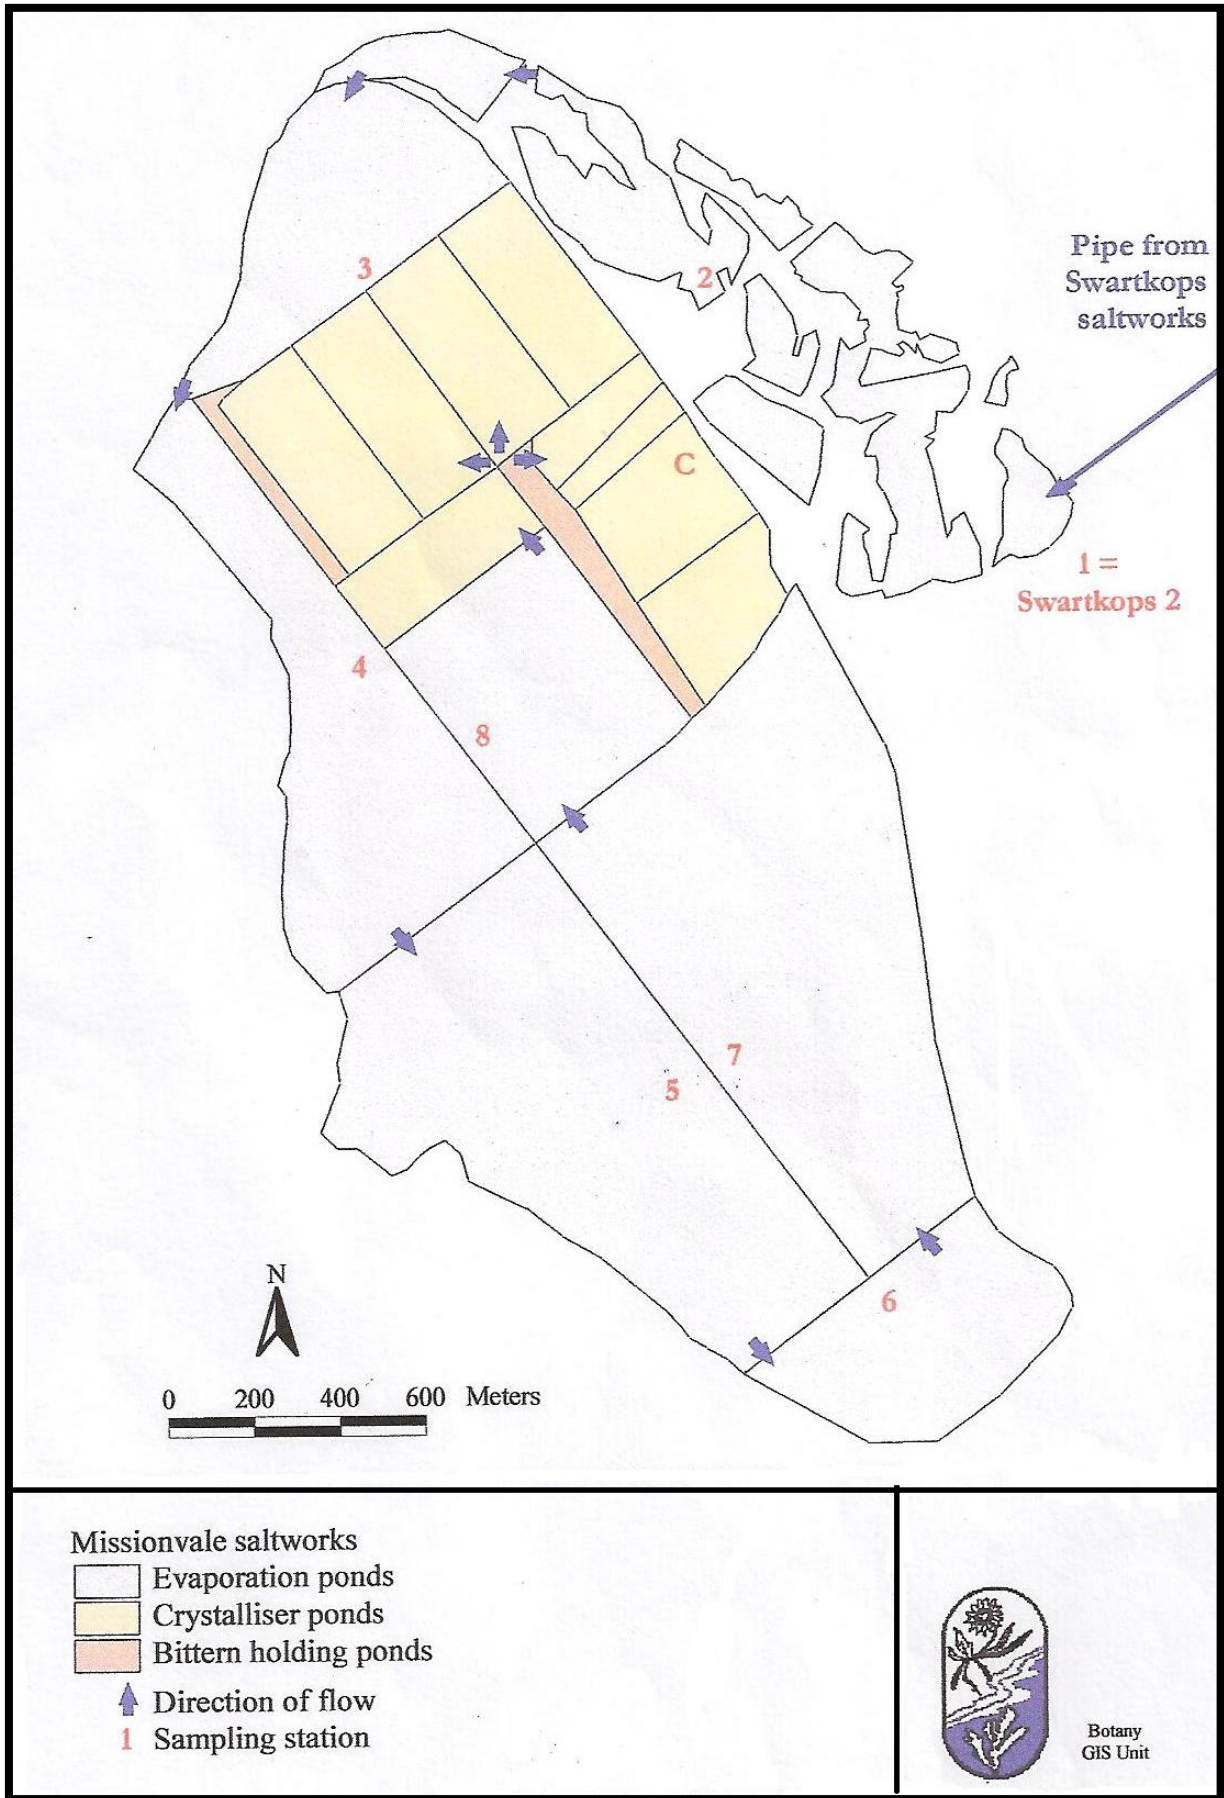 Pipe from
Swartkops
saltworks
3
2
C
1 =
Swartkops 2
4
8
7
5
6
N
0 200 400 600 Meters
Missionvale saltworks
Evaporation ponds
Crystalliser ponds
Bittern holding ponds
Direction of flow
1 Sampling station
Botany
GIS Unit